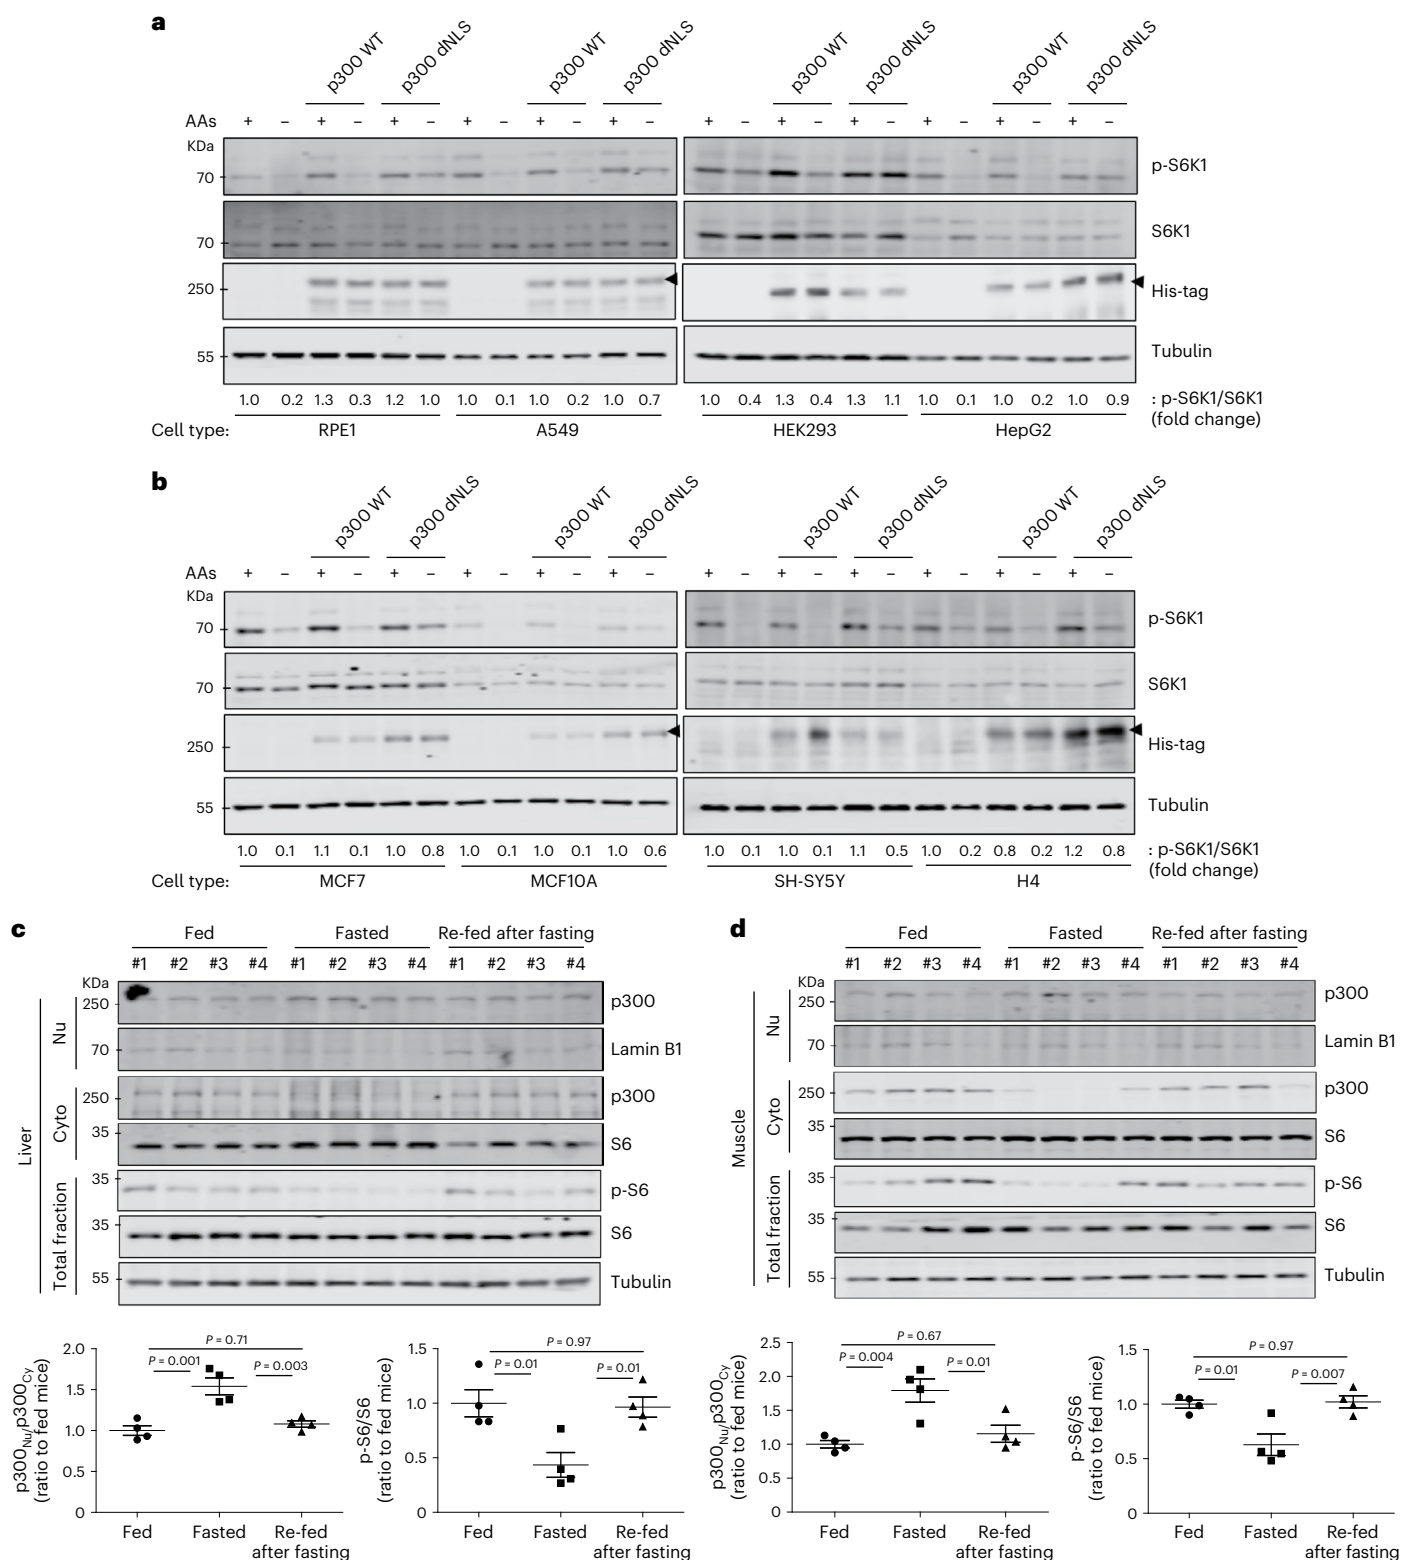 a
p300 WT p300 dNLS p300 WT p300 dNLS p300 WT p300 dNLS p300 WT p300 dNLS
AAs + – + – + – + – + – + – + – + – + – + – + – + –
KDa
70 p-S6K1
70 S6K1
250 His-tag
55 Tubulin
1.0 0.2 1.3 0.3 1.2 1.0 1.0 0.1 1.0 0.2 1.0 0.7 1.0 0.4 1.3 0.4 1.3 1.1 1.0 0.1 1.0 0.2 1.0 0.9 : p-S6K1/S6K1
(fold change)
Cell type: RPE1 A549 HEK293 HepG2
b
p300 WT p300 dNLS p300 WT p300 dNLS p300 WT p300 dNLS p300 WT p300 dNLS
AAs + – + – + – + – + – + – + – + – + – + – + – + –
KDa
70 p-S6K1
70 S6K1
250 His-tag
55 Tubulin
1.0 0.1 1.1 0.1 1.0 0.8 1.0 0.1 1.0 0.1 1.0 0.6 1.0 0.1 1.0 0.1 1.1 0.5 1.0 0.2 0.8 0.2 1.2 0.8 : p-S6K1/S6K1
(fold change)
Cell type: MCF7 MCF10A SH-SY5Y H4
c
Fed Fasted Re-fed after fasting
#1 #2 #3 #4 #1 #2 #3 #4 #1 #2 #3 #4
KDa
Liver
Nu
250 p300
70 Lamin B1
Cyto
250 p300
35 S6
Total fraction
35 p-S6
35 S6
55 Tubulin
p300Nu/p300Cy
(ratio to fed mice)
2.0
1.5
1.0
0.5
0
P = 0.71
P = 0.001 P = 0.003
Fed Fasted Re-fed
after fasting
p-S6/S6
(ratio to fed mice)
1.5
1.0
0.5
0
P = 0.97
P = 0.01 P = 0.01
Fed Fasted Re-fed
after fasting
d
Fed Fasted Re-fed after fasting
#1 #2 #3 #4 #1 #2 #3 #4 #1 #2 #3 #4
KDa
Muscle
Nu
250 p300
70 Lamin B1
Cyto
250 p300
35 S6
Total fraction
35 p-S6
35 S6
55 Tubulin
p300Nu/p300Cy
(ratio to fed mice)
2.5
2.0
1.5
1.0
0.5
0
P = 0.67
P = 0.004 P = 0.01
Fed Fasted Re-fed
after fasting
p-S6/S6
(ratio to fed mice)
1.5
1.0
0.5
0
P = 0.97
P = 0.01 P = 0.007
Fed Fasted Re-fed
after fasting